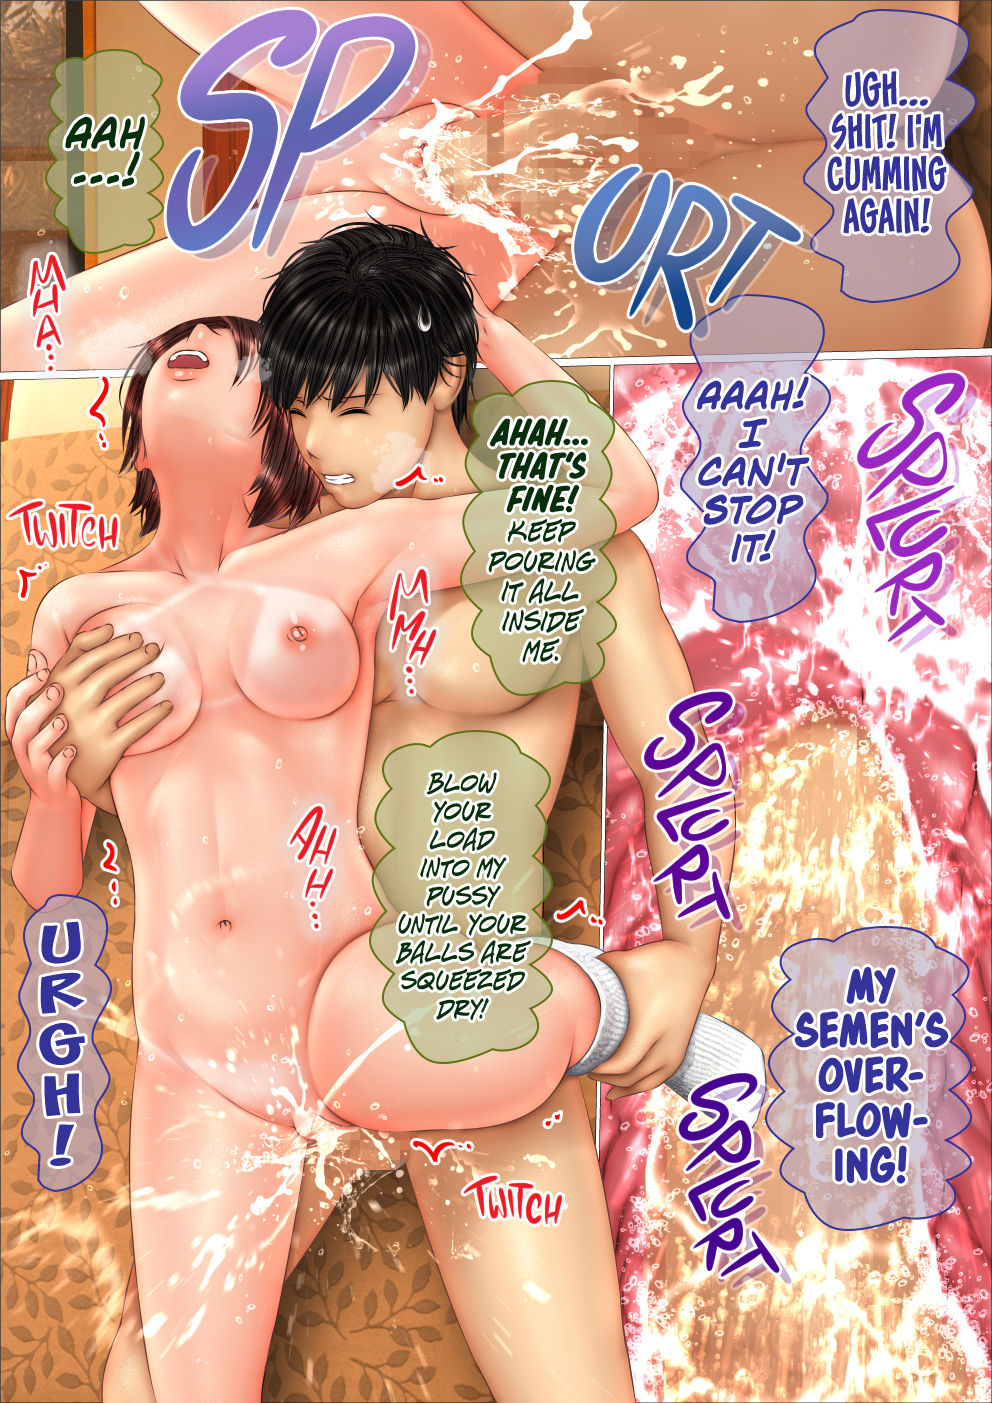 UGH...
SHIT! I'M
CUMMING
AGAIN!
SPURT
AAH
---!
MHA...
AAAH!
I
CAN'T
STOP
IT!
SPLURT
AHAH...
THAT'S
FINE!
KEEP
POURING
IT ALL
INSIDE
ME.
TWITCH
MMH...
SPLURT
BLOW
YOUR
LOAD
INTO MY
PUSSY
UNTIL YOUR
BALLS ARE
SQUEEZED
DRY!
AHH...
URGH!
MY
SEMEN'S
OVER-
FLOW-
ING!
SPLURT
TWITCH